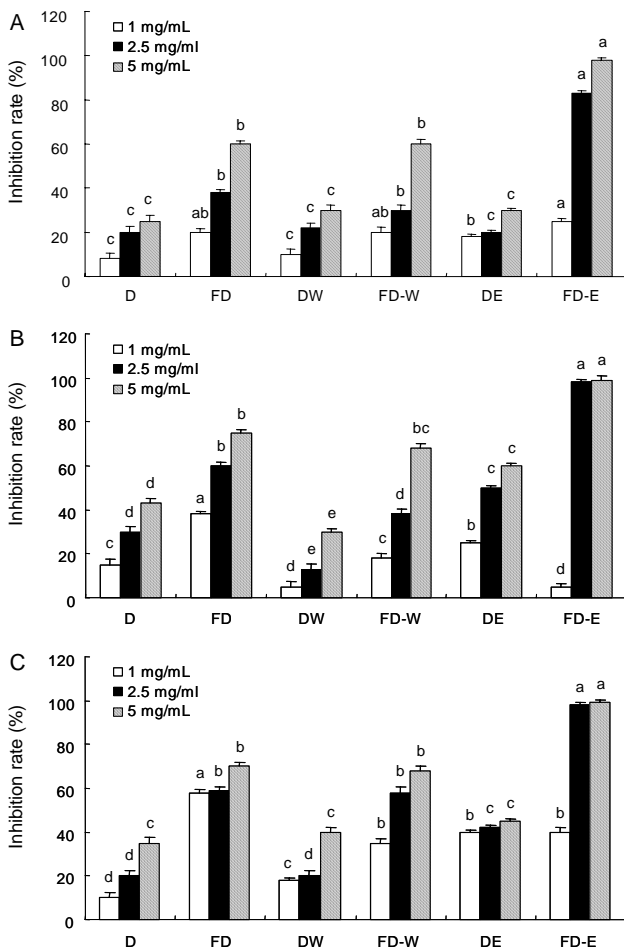 A
120
100
80
60
40
20
0
Inhibition rate (%)
1 mg/mL
2.5 mg/ml
5 mg/mL
c c c
ab b b
c c c
ab b b
b c c
a a a
D FD DW FD-W DE FD-E
B
120
100
80
60
40
20
0
Inhibition rate (%)
1 mg/mL
2.5 mg/ml
5 mg/mL
c d d
a b b
d e e
c d bc
b c c
d a a
D FD DW FD-W DE FD-E
C
120
100
80
60
40
20
0
Inhibition rate (%)
1 mg/mL
2.5 mg/ml
5 mg/mL
d d c
a b b
c d c
b b b
b c c
b a a
D FD DW FD-W DE FD-E